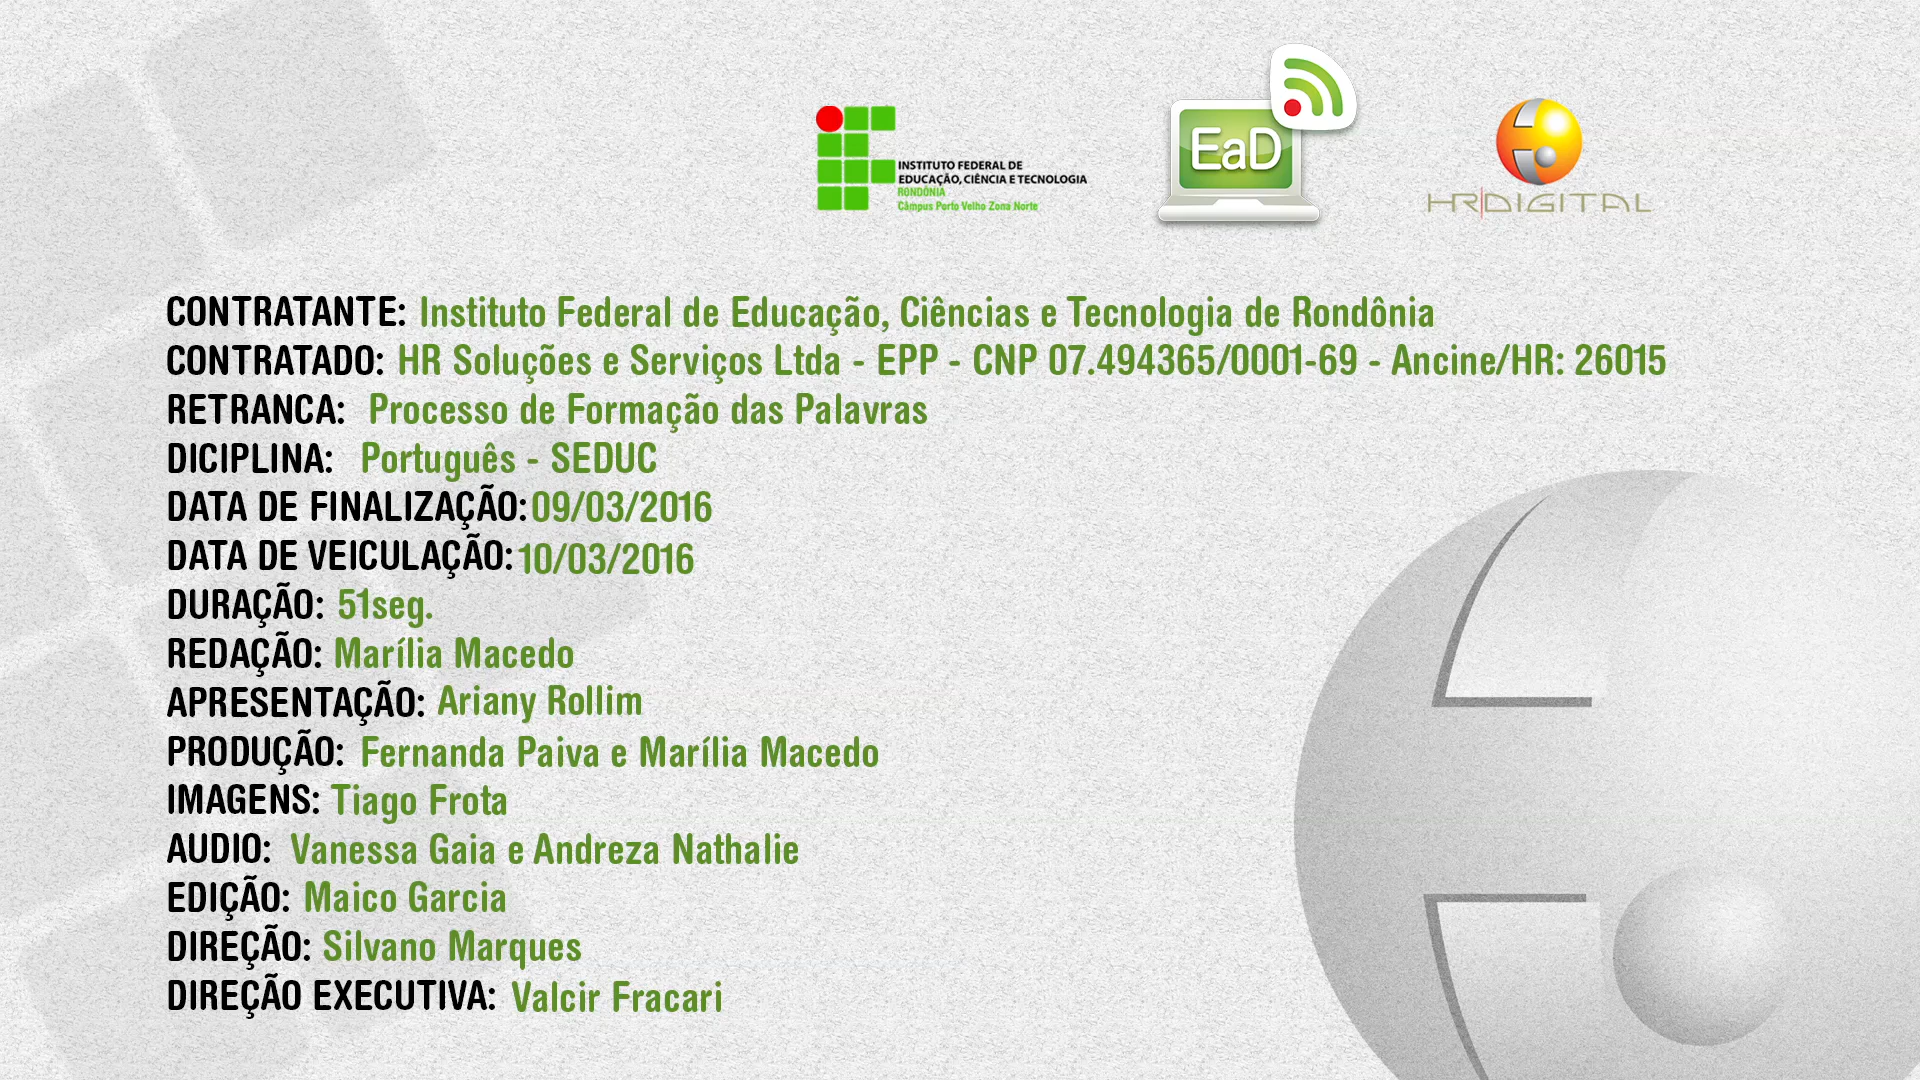 INSTITUTO FEDERAL DE
EDUCAÇÃO, CIÊNCIA E TECNOLOGIA
RONDÔNIA
Câmpus Porto Velho Zona Norte
EaD
HR|DIGITAL
CONTRATANTE: Instituto Federal de Educação, Ciências e Tecnologia de Rondônia
CONTRATADO: HR Soluções e Serviços Ltda - EPP - CNP 07.494365/0001-69 - Ancine/HR: 26015
RETRANCA: Processo de Formação das Palavras
DICIPLINA: Português - SEDUC
DATA DE FINALIZAÇÃO: 09/03/2016
DATA DE VEICULAÇÃO: 10/03/2016
DURAÇÃO: 51seg.
REDAÇÃO: Marília Macedo
APRESENTAÇÃO: Ariany Rollim
PRODUÇÃO: Fernanda Paiva e Marília Macedo
IMAGENS: Tiago Frota
AUDIO: Vanessa Gaia e Andreza Nathalie
EDIÇÃO: Maico Garcia
DIREÇÃO: Silvano Marques
DIREÇÃO EXECUTIVA: Valcir Fracari